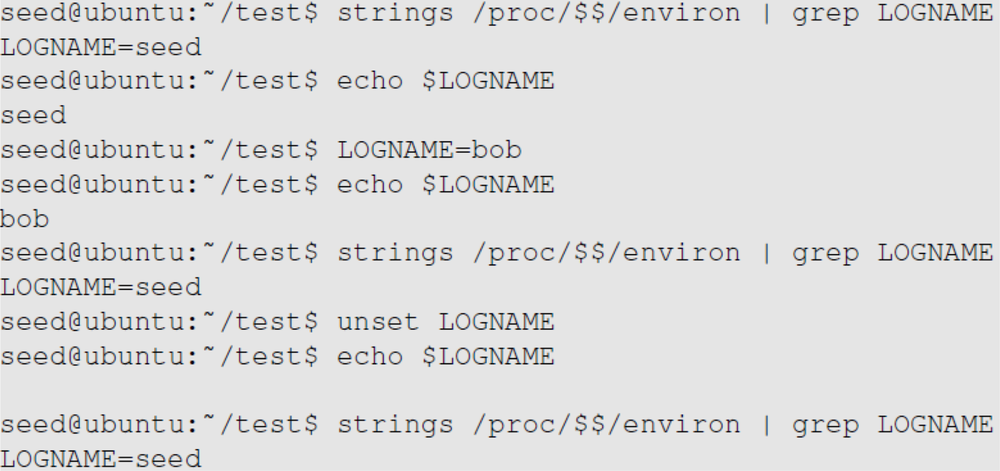 seed@ubuntu:~/test$ strings /proc/$$/environ | grep LOGNAME
LOGNAME=seed
seed@ubuntu:~/test$ echo $LOGNAME
seed
seed@ubuntu:~/test$ LOGNAME=bob
seed@ubuntu:~/test$ echo $LOGNAME
bob
seed@ubuntu:~/test$ strings /proc/$$/environ | grep LOGNAME
LOGNAME=seed
seed@ubuntu:~/test$ unset LOGNAME
seed@ubuntu:~/test$ echo $LOGNAME
seed@ubuntu:~/test$ strings /proc/$$/environ | grep LOGNAME
LOGNAME=seed